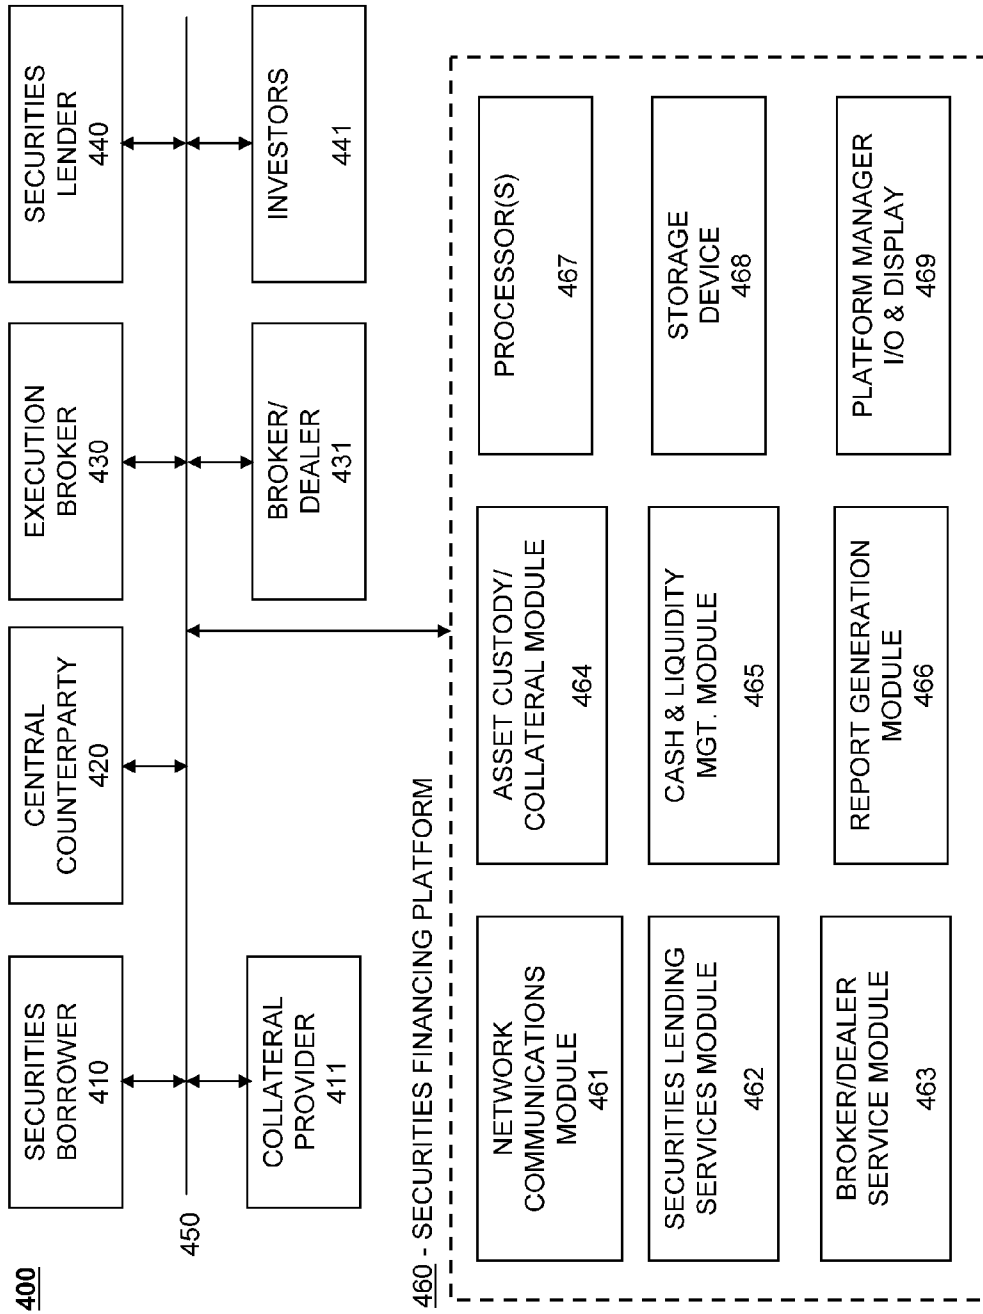 400
SECURITIES
BORROWER
410
CENTRAL
COUNTERPARTY
420
EXECUTION
BROKER
430
SECURITIES
LENDER
440
450
COLLATERAL
PROVIDER
411
BROKER/
DEALER
431
INVESTORS
441
460 - SECURITIES FINANCING PLATFORM
NETWORK
COMMUNICATIONS
MODULE
461
ASSET CUSTODY/
COLLATERAL MODULE
464
PROCESSOR(S)
467
SECURITIES LENDING
SERVICES MODULE
462
CASH & LIQUIDITY
MGT. MODULE
465
STORAGE
DEVICE
468
BROKER/DEALER
SERVICE MODULE
463
REPORT GENERATION
MODULE
466
PLATFORM MANAGER
I/O & DISPLAY
469